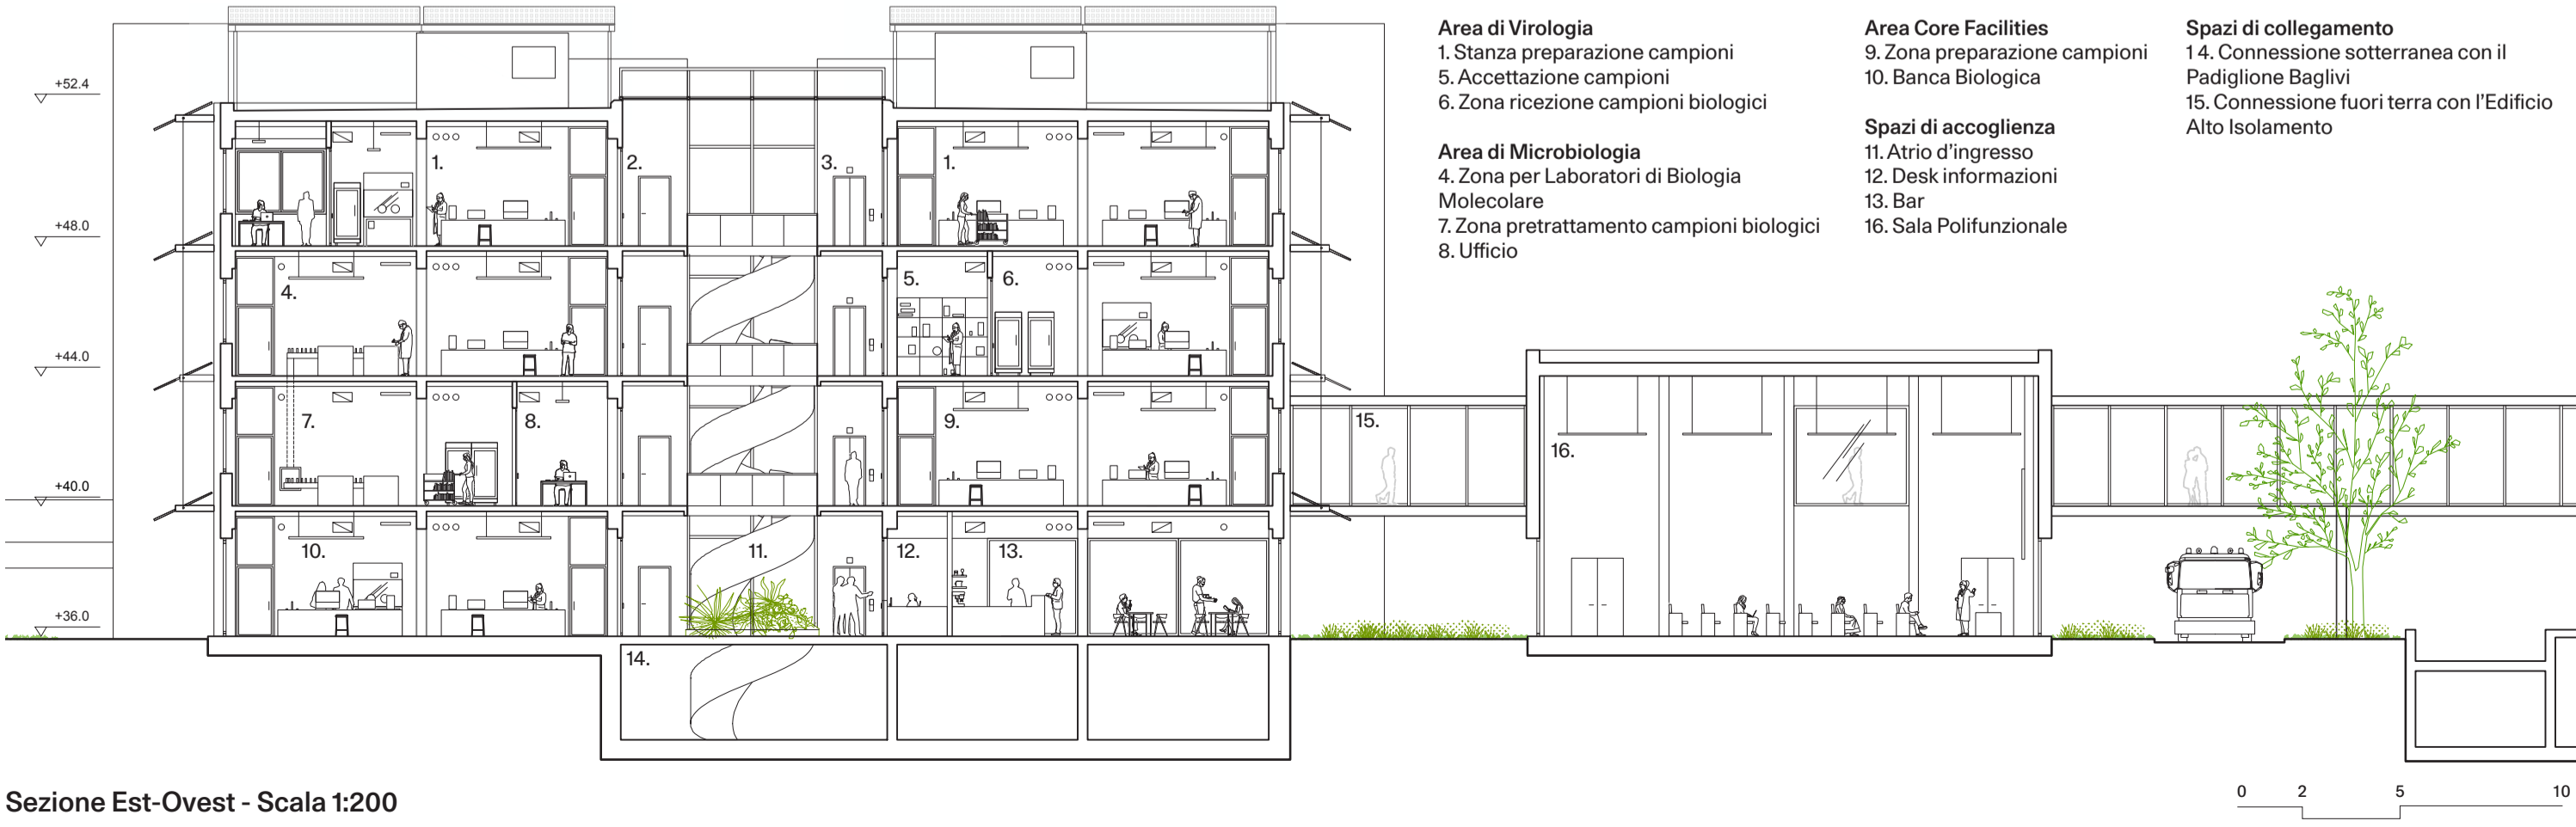 Area di Virologia
1. Stanza preparazione campioni
5. Accettazione campioni
6. Zona ricezione campioni biologici
Area di Microbiologia
4. Zona per Laboratori di Biologia
Molecolare
7. Zona pretrattamento campioni biologici
8. Ufficio
Area Core Facilities
9. Zona preparazione campioni
10. Banca Biologica
Spazi di accoglienza
11. Atrio d'ingresso
12. Desk informazioni
13. Bar
16. Sala Polifunzionale
Spazi di collegamento
1 4. Connessione sotterranea con il
Padiglione Baglivi
15. Connessione fuori terra con l'Edificio
Alto Isolamento
+52.4
+48.0
+44.0
+40.0
+36.0
1.
2.
3.
1.
4.
5.
6.
7.
8.
9.
15.
16.
10.
11.
12.
13.
14.
Sezione Est-Ovest - Scala 1:200
0 2 5 10